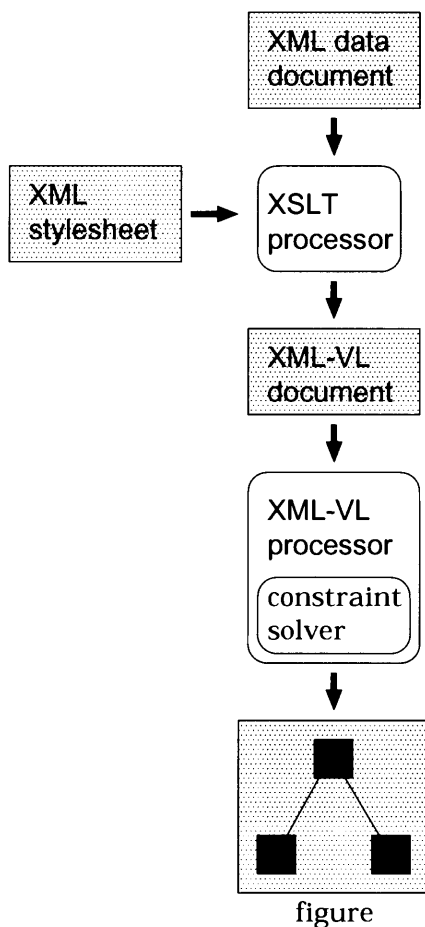 XML data
document
XML
stylesheet
XSLT
processor
XML-VL
document
XML-VL
processor
constraint
solver
figure